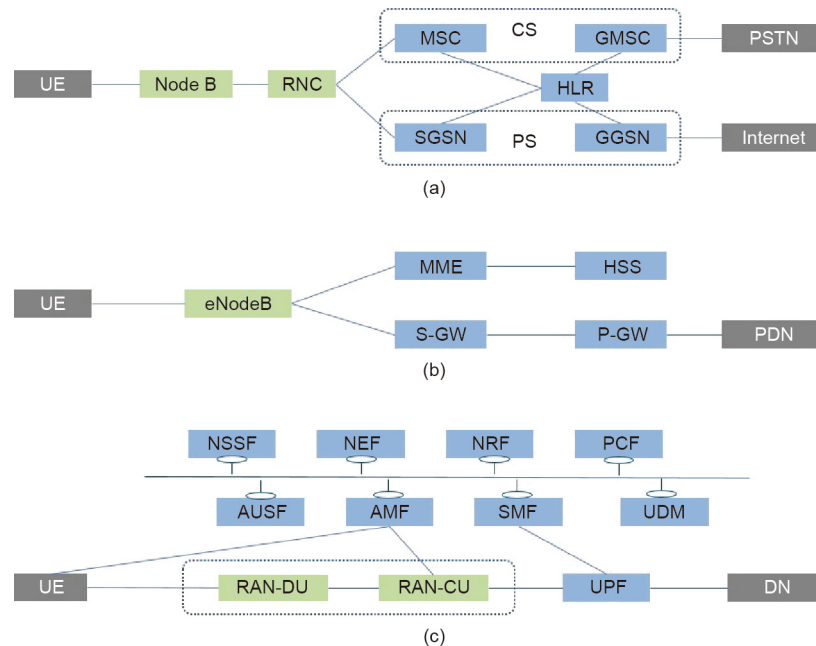 MSC CS GMSC PSTN
UE Node B RNC HLR
SGSN PS GGSN Internet
(a)
MME HSS
UE eNodeB
S-GW P-GW PDN
(b)
NSSF NEF NRF PCF
AUSF AMF SMF UDM
UE RAN-DU RAN-CU UPF DN
(c)